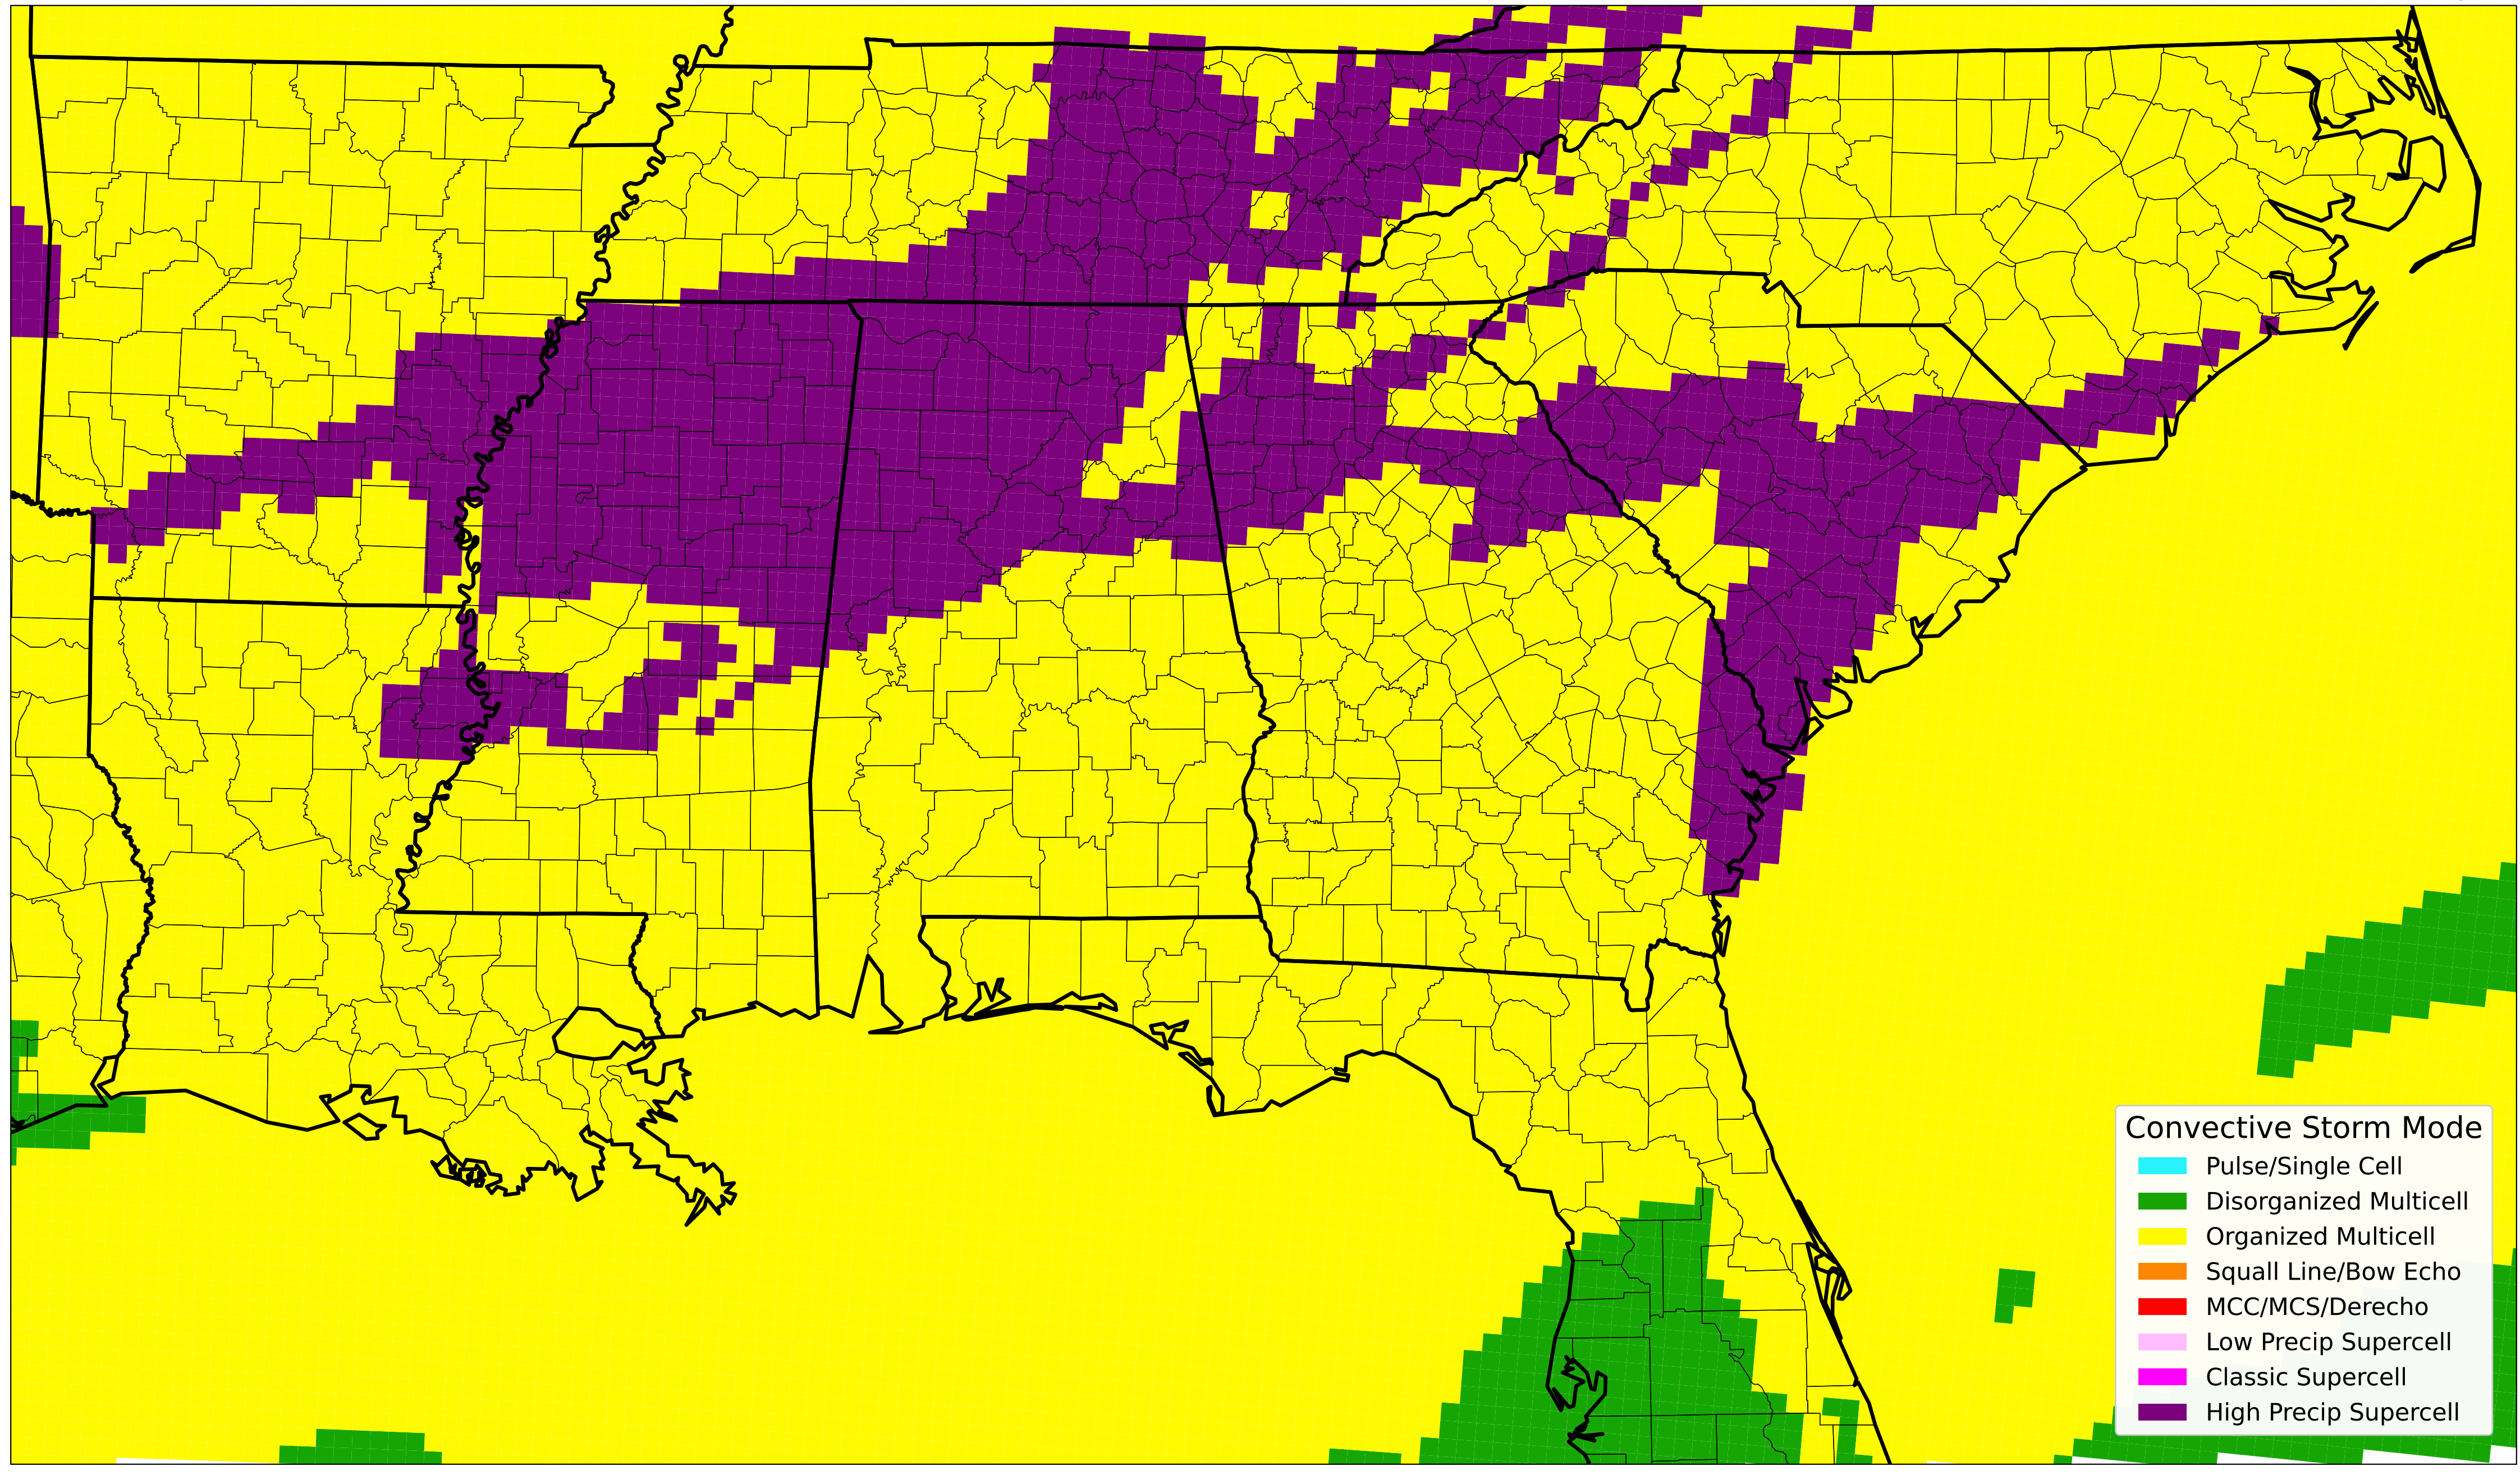 Convective Storm Mode
Pulse/Single Cell
Disorganized Multicell
Organized Multicell
Squall Line/Bow Echo
MCC/MCS/Derecho
Low Precip Supercell
Classic Supercell
High Precip Supercell